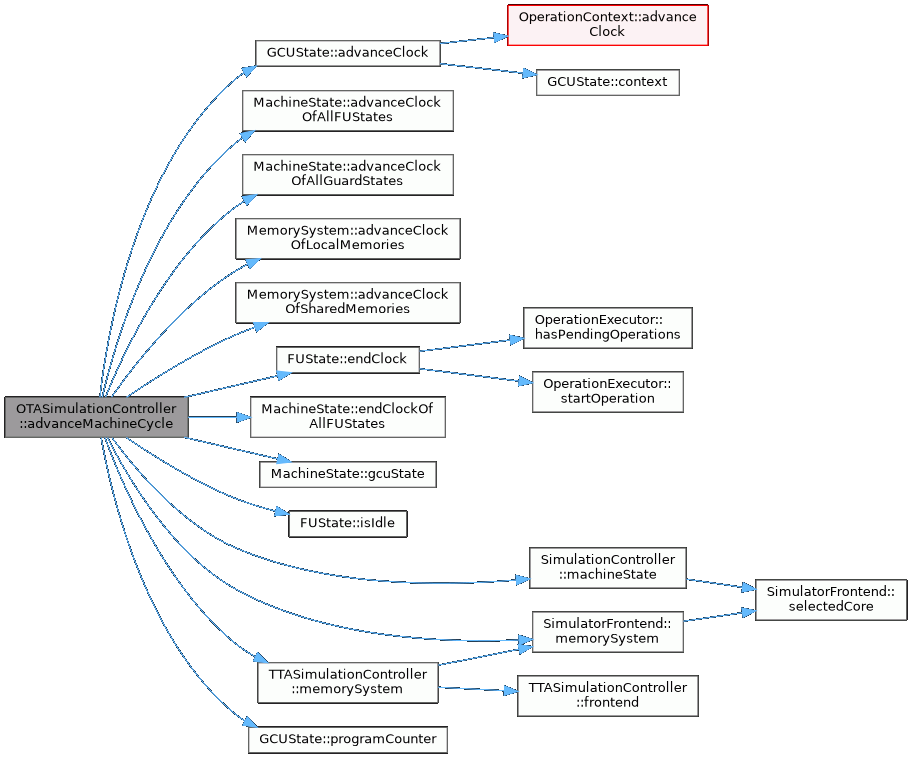 OperationContext::advance
Clock
GCUState::advanceClock
GCUState::context
MachineState::advanceClock
OfAllFUStates
MachineState::advanceClock
OfAllGuardStates
MemorySystem::advanceClock
OfLocalMemories
MemorySystem::advanceClock
OfSharedMemories
OperationExecutor::
hasPendingOperations
FUState::endClock
OperationExecutor::
startOperation
OTASimulationController
::advanceMachineCycle
MachineState::endClockOf
AllFUStates
MachineState::gcuState
FUState::isIdle
SimulationController
::machineState
SimulatorFrontend::
selectedCore
SimulatorFrontend::
memorySystem
TTASimulationController
::memorySystem
TTASimulationController
::frontend
GCUState::programCounter